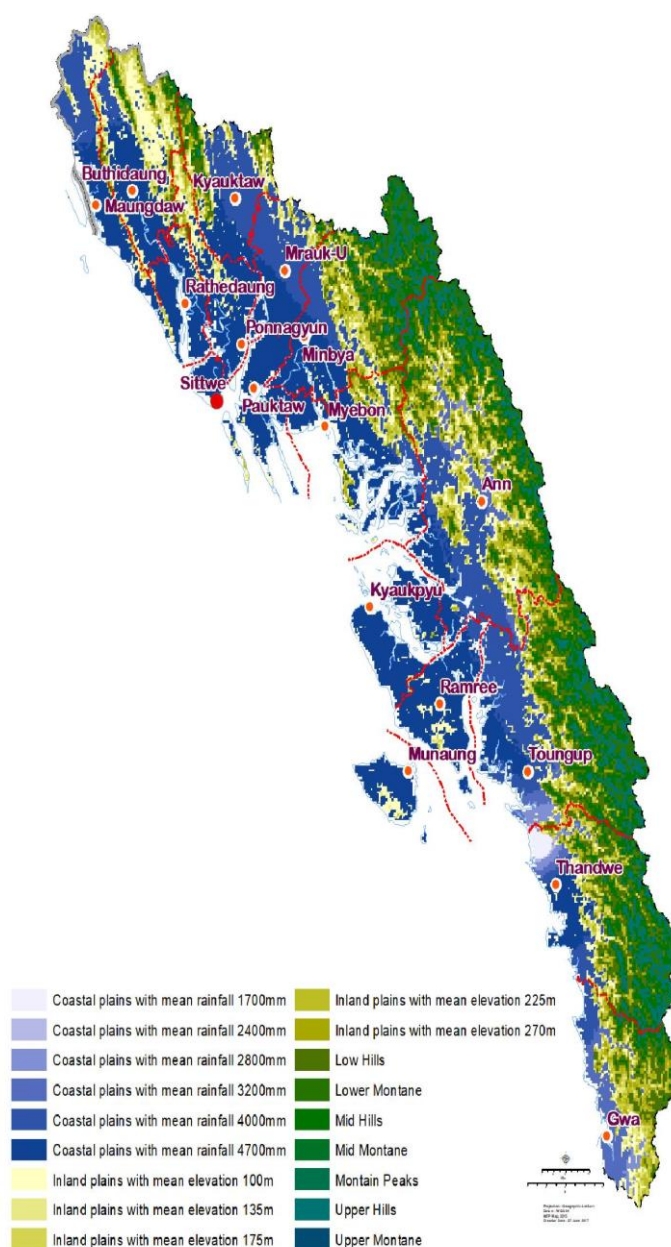 Buthidaung
Kyauktaw
Maungdaw
Mrauk-U
Rathedaung
Ponnagyun
Minbya
Sittwe
Pauktaw
Myebon
Ann
Kyaukpyu
Ramree
Munaung
Toungup
Thandwe
Gwa
Coastal plains with mean rainfall 1700mm
Coastal plains with mean rainfall 2400mm
Coastal plains with mean rainfall 2800mm
Coastal plains with mean rainfall 3200mm
Coastal plains with mean rainfall 4000mm
Coastal plains with mean rainfall 4700mm
Inland plains with mean elevation 100m
Inland plains with mean elevation 135m
Inland plains with mean elevation 175m
Inland plains with mean elevation 225m
Inland plains with mean elevation 270m
Low Hills
Lower Montane
Mid Hills
Mid Montane
Montain Peaks
Upper Hills
Upper Montane